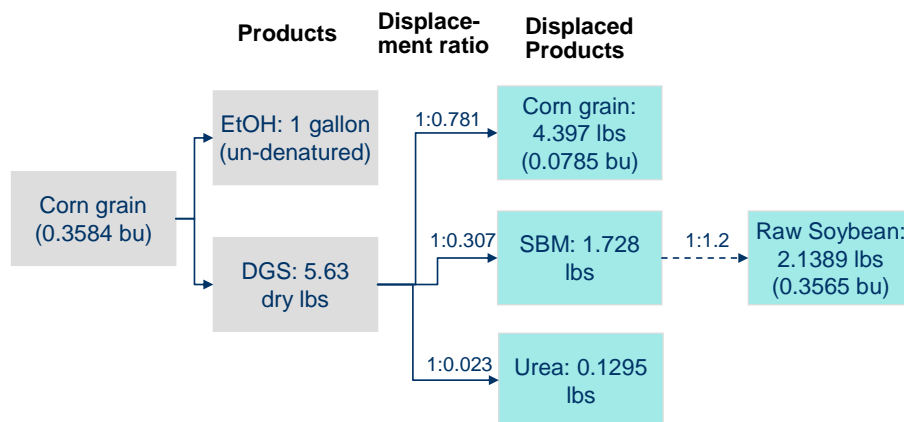 Products
Displace-
ment ratio
Displaced
Products
Corn grain
(0.3584 bu)
EtOH: 1 gallon
(un-denatured)
DGS: 5.63
dry lbs
1:0.781
Corn grain:
4.397 lbs
(0.0785 bu)
1:0.307
SBM: 1.728
lbs
1:1.2
Raw Soybean:
2.1389 lbs
(0.3565 bu)
1:0.023
Urea: 0.1295
lbs